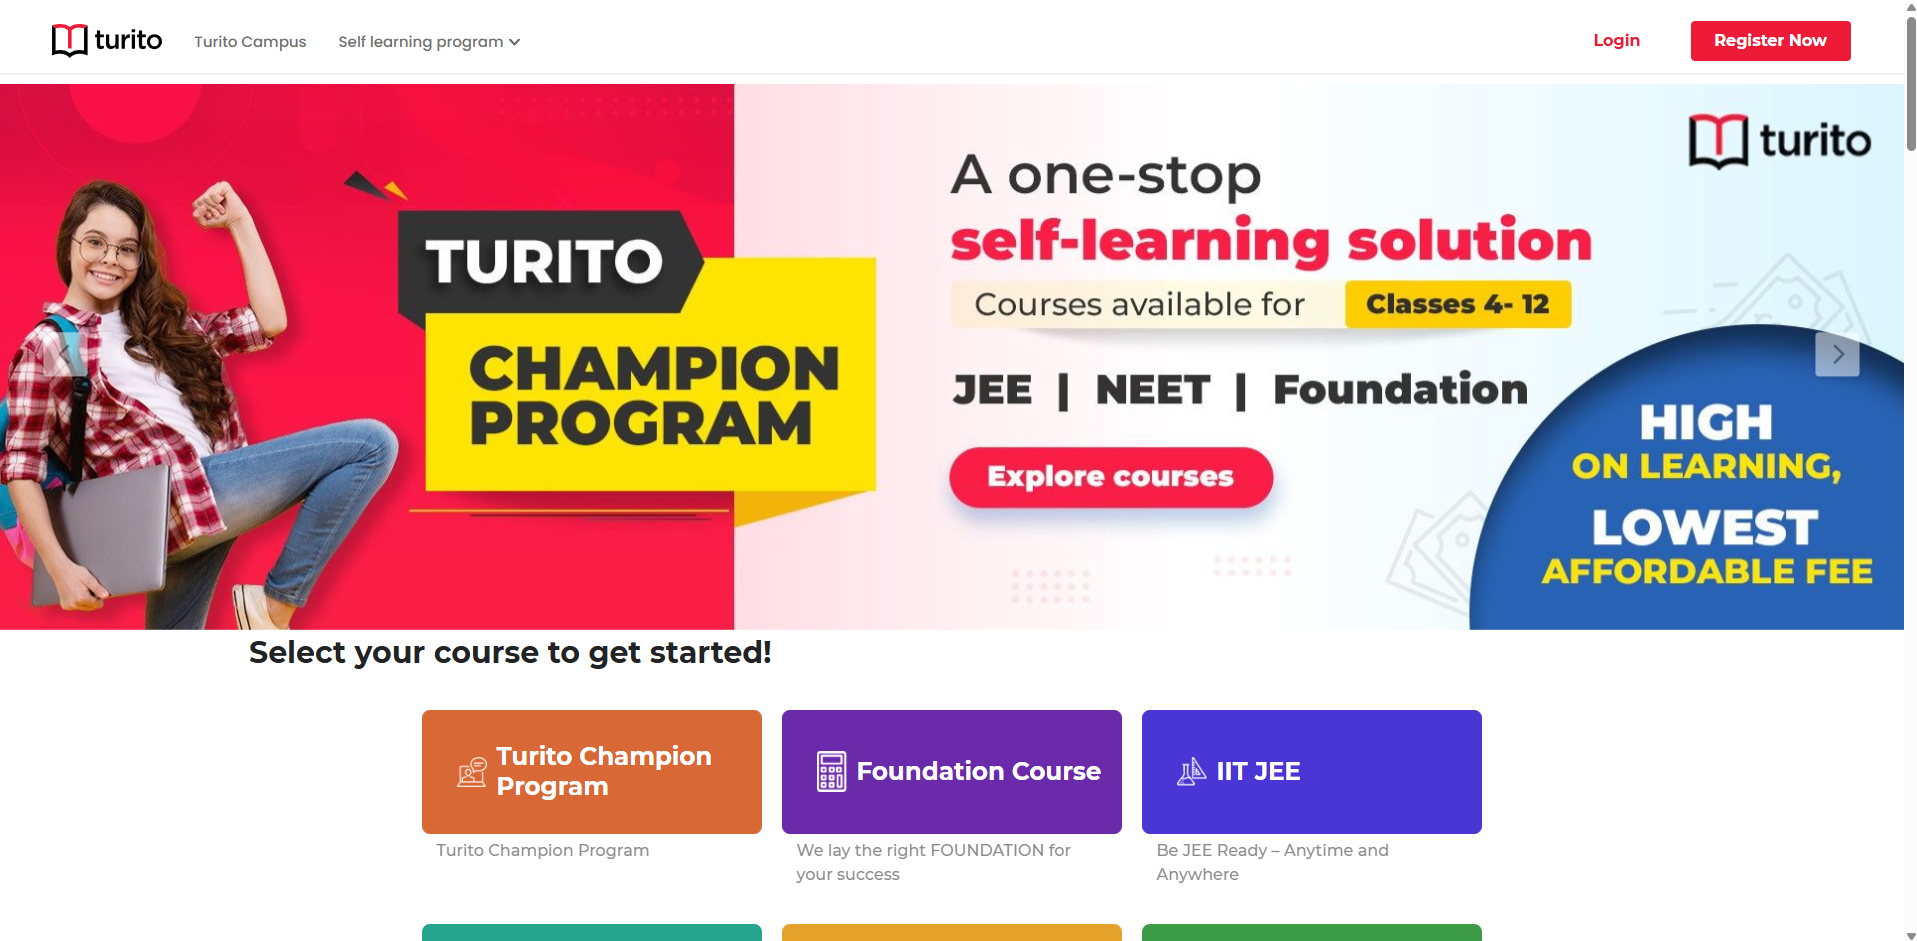 turito
Turito Campus
Self learning program
Login
Register Now
TURITO
CHAMPION
PROGRAM
A one-stop
self-learning solution
Courses available for
Classes 4- 12
JEE | NEET | Foundation
Explore courses
turito
HIGH
ON LEARNING,
LOWEST
AFFORDABLE FEE
Select your course to get started!
Turito Champion
Program
Turito Champion Program
Foundation Course
We lay the right FOUNDATION for
your success
IIT JEE
Be JEE Ready – Anytime and
Anywhere